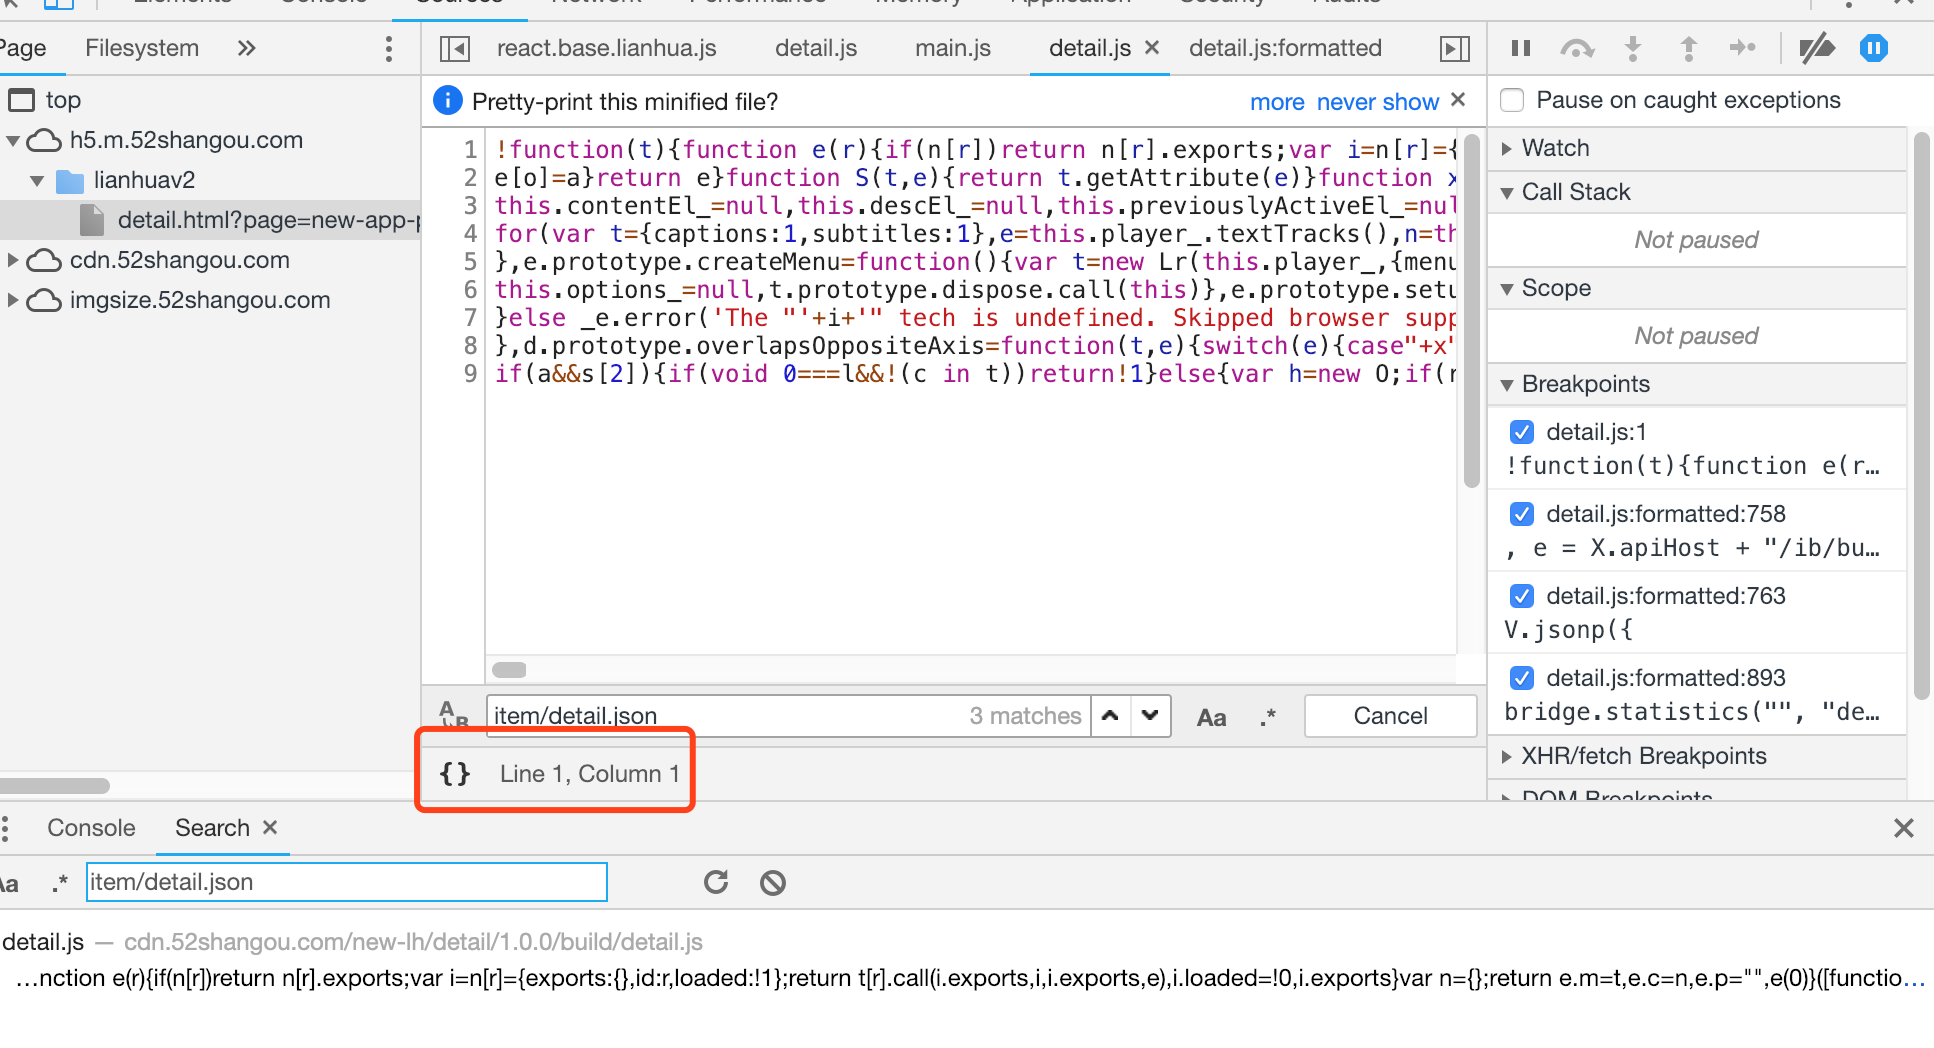 Elements Console Sources Network Performance Memory Application Security Audits
Page Filesystem »
react.base.lianhua.js detail.js main.js detail.js × detail.js:formatted
top
h5.m.52shangou.com
lianhuav2
detail.html?page=new-app-
cdn.52shangou.com
imgsize.52shangou.com
Pretty-print this minified file? more never show ×
1 !function(t){function e(r){if(n[r])return n[r].exports;var i=n[r]={
2 e[o]=a}return e}function S(t,e){return t.getAttribute(e)}function x
3 this.contentEl_=null,this.descEl_=null,this.previouslyActiveEl_=nul
4 for(var t={captions:1,subtitles:1},e=this.player_.textTracks(),n=th
5 },e.prototype.createMenu=function(){var t=new Lr(this.player_,{menu
6 this.options_=null,t.prototype.dispose.call(this)},e.prototype.setu
7 }else _e.error('The "'+i+'" tech is undefined. Skipped browser supp
8 },d.prototype.overlapsOppositeAxis=function(t,e){switch(e){case"+x"
9 if(a&&s[2]){if(void 0===l&&!(c in t))return!1}else{var h=new O;if(r
item/detail.json 3 matches Aa .* Cancel
{} Line 1, Column 1
Pause on caught exceptions
Watch
Call Stack
Not paused
Scope
Not paused
Breakpoints
detail.js:1
!function(t){function e(r…
detail.js:formatted:758
, e = X.apiHost + "/ib/bu…
detail.js:formatted:763
V.jsonp({
detail.js:formatted:893
bridge.statistics("", "de…
XHR/fetch Breakpoints
DOM Breakpoints
Console Search ×
Aa .* item/detail.json
detail.js — cdn.52shangou.com/new-lh/detail/1.0.0/build/detail.js
…nction e(r){if(n[r])return n[r].exports;var i=n[r]={exports:{},id:r,loaded:!1};return t[r].call(i.exports,i,i.exports,e),i.loaded=!0,i.exports}var n={};return e.m=t,e.c=n,e.p="",e(0)}([functio…